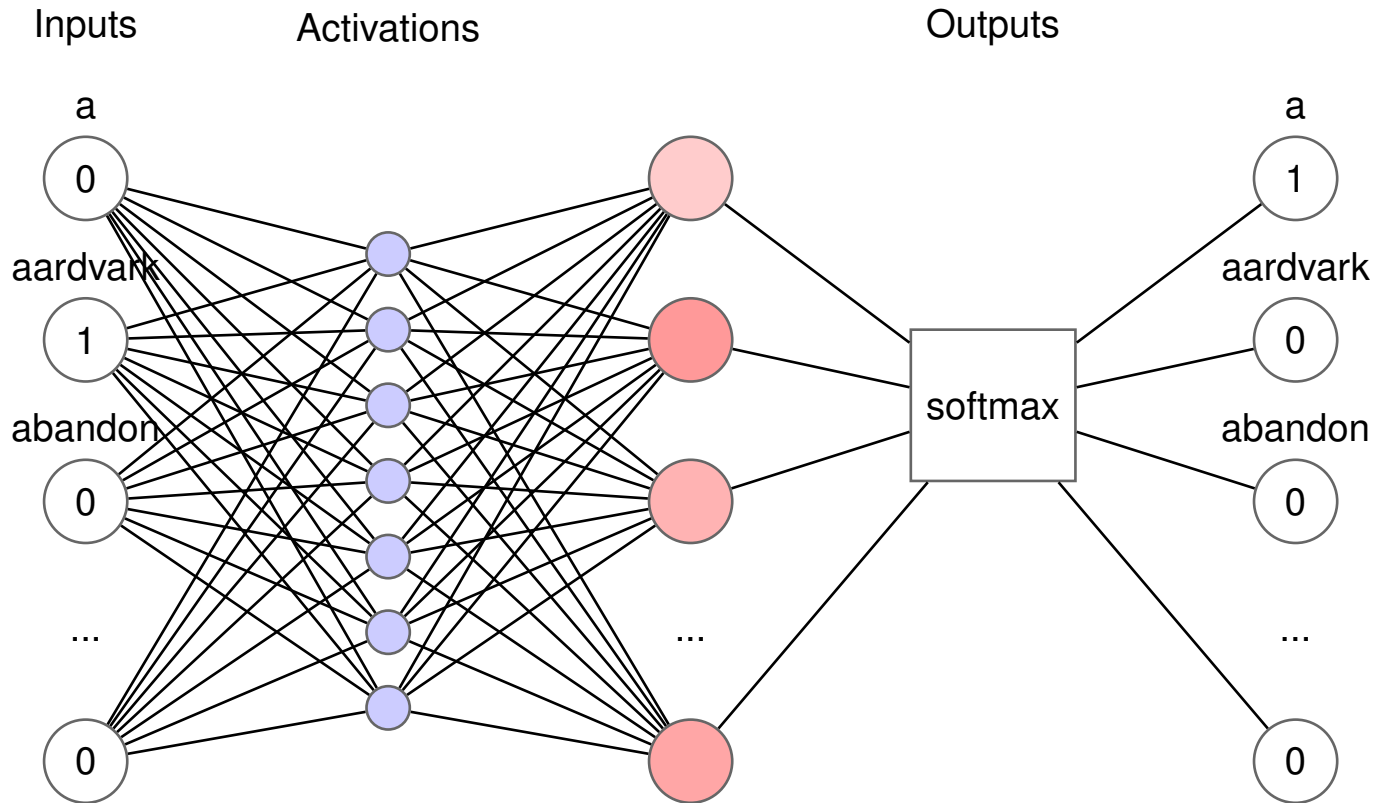 Inputs
Activations
Outputs
a
0
aardvark
1
abandon
0
...
0
...
softmax
a
1
aardvark
0
abandon
0
...
0